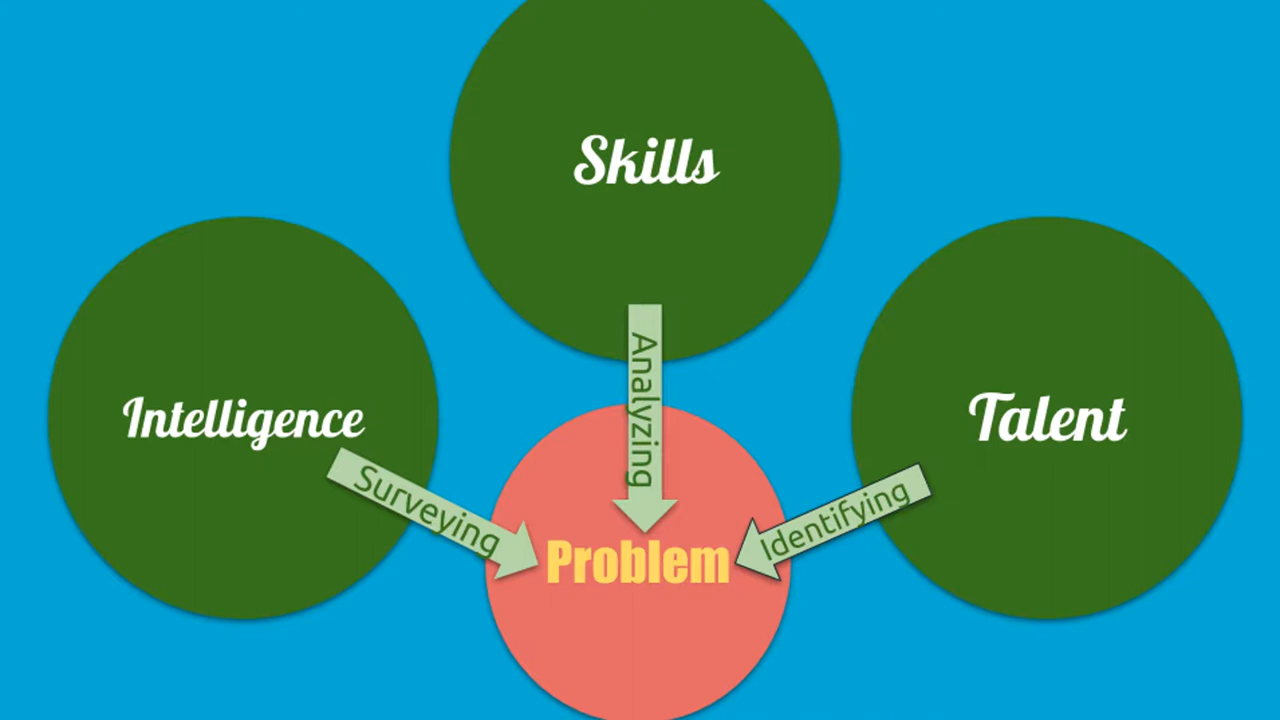 Skills
Intelligence
Talent
Analyzing
Surveying
Identifying
Problem